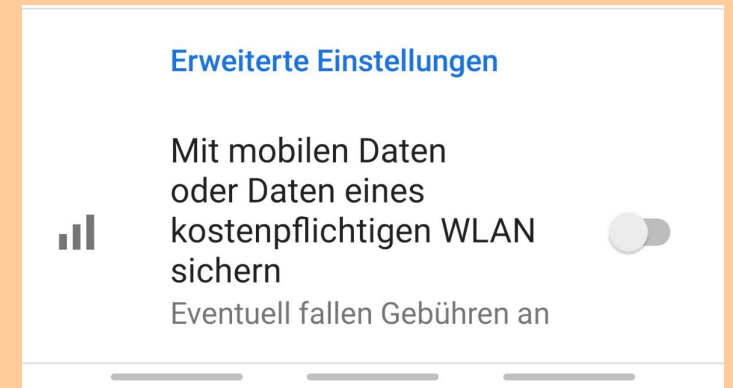 Erweiterte Einstellungen
Mit mobilen Daten
oder Daten eines
kostenpflichtigen WLAN
sichern
Eventuell fallen Gebühren an